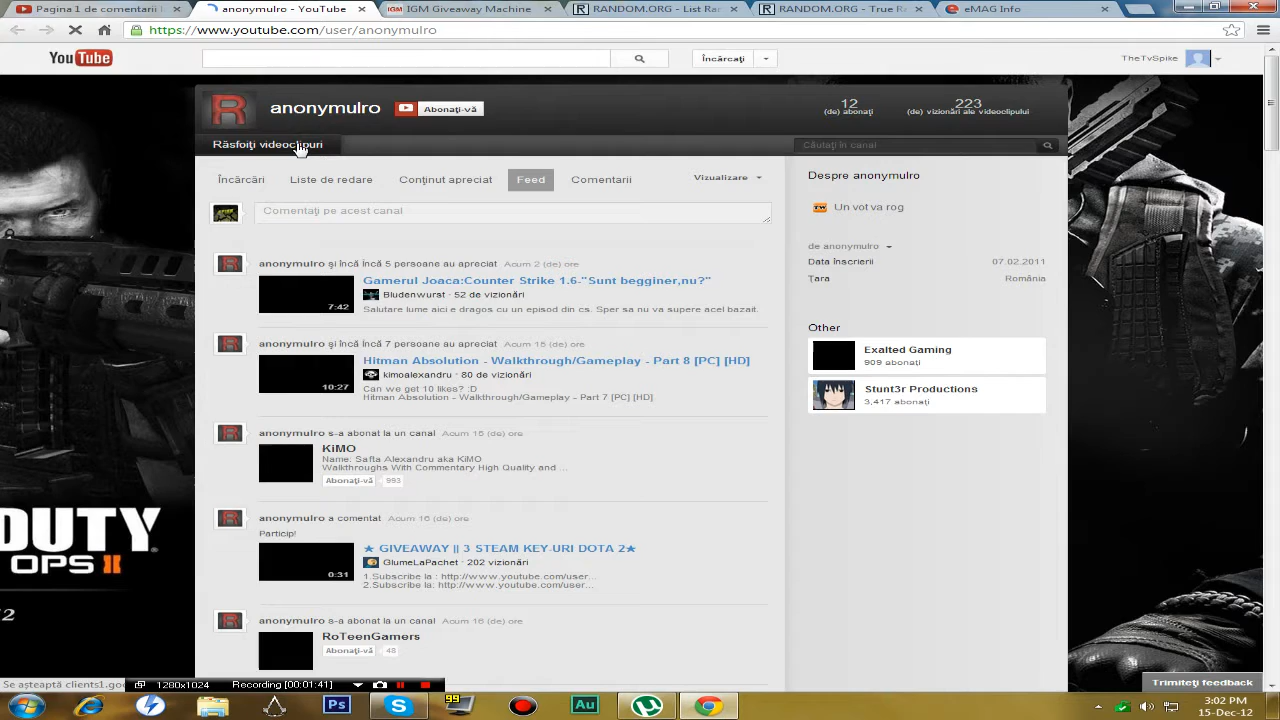 Pagina 1 de comentarii l
anonymulro - YouTube
IGM Giveaway Machine
RANDOM.ORG - List Ran
RANDOM.ORG - True R
eMAG Info
https://www.youtube.com/user/anonymulro
YouTube
Încărcați
TheTvSpike
anonymulro
Abonați-vă
12
(de) abonați
223
(de) vizionări ale videoclipului
Răsfoiți videoclipuri
Căutați în canal
Încărcări
Liste de redare
Conținut apreciat
Feed
Comentarii
Vizualizare
Comentați pe acest canal
anonymulro și încă încă 5 persoane au apreciat Acum 2 (de) ore
7:42
Gamerul Joaca:Counter Strike 1.6-"Sunt begginer,nu?"
Bludenwurst · 52 de vizionări
Salutare lume aici e dragos cu un episod din cs. Sper sa nu va supere acel bazait.
anonymulro și încă încă 7 persoane au apreciat Acum 15 (de) ore
10:27
Hitman Absolution - Walkthrough/Gameplay - Part 8 [PC] [HD]
kimoalexandru · 80 de vizionări
Can we get 10 likes? :D
Hitman Absolution - Walkthrough/Gameplay - Part 7 [PC] [HD]
anonymulro s-a abonat la un canal Acum 15 (de) ore
KiMO
Name: Safta Alexandru aka KiMO
Walkthroughs With Commentary High Quality and ...
Abonați-vă 993
anonymulro a comentat Acum 16 (de) ore
Particip!
0:31
★ GIVEAWAY || 3 STEAM KEY-URI DOTA 2★
GlumeLaPachet · 202 vizionări
1.Subscribe la : http://www.youtube.com/user...
2.Subscribe la: http://www.youtube.com/user...
anonymulro s-a abonat la un canal Acum 16 (de) ore
RoTeenGamers
Abonați-vă 48
Despre anonymulro
Un vot va rog
de anonymulro
Data înscrierii 07.02.2011
Țara România
Other
Exalted Gaming
909 abonați
Stunt3r Productions
3,417 abonați
DUTY
OPS II
Trimiteți feedback
Se așteaptă clients1.goo
1280x1024
Recording [00:01:41]
Ps
99
Au
3:02 PM
15-Dec-12